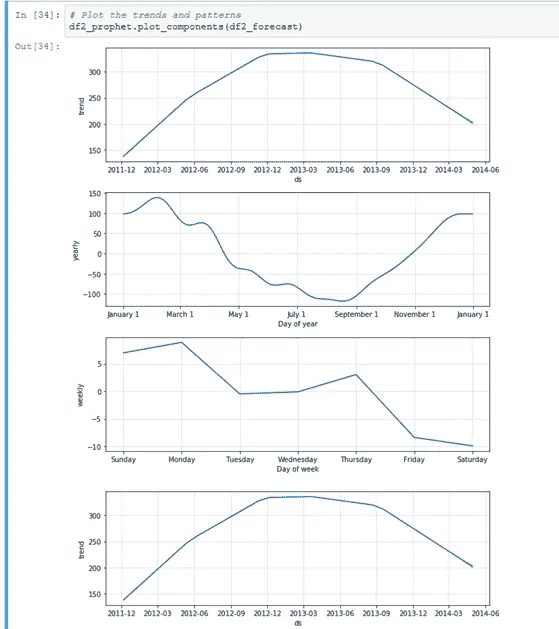 In [34]: # Plot the trends and patterns
df2_prophet.plot_components(df2_forecast)
Out[34]:
300
250
200
150
trend
2011-12 2012-03 2012-06 2012-09 2012-12 2013-03 2013-06 2013-09 2013-12 2014-03 2014-06
ds
150
100
50
0
−50
−100
yearly
January 1 March 1 May 1 July 1 September 1 November 1 January 1
Day of year
5
0
−5
−10
weekly
Sunday Monday Tuesday Wednesday Thursday Friday Saturday
Day of week
300
250
200
150
trend
2011-12 2012-03 2012-06 2012-09 2012-12 2013-03 2013-06 2013-09 2013-12 2014-03 2014-06
ds